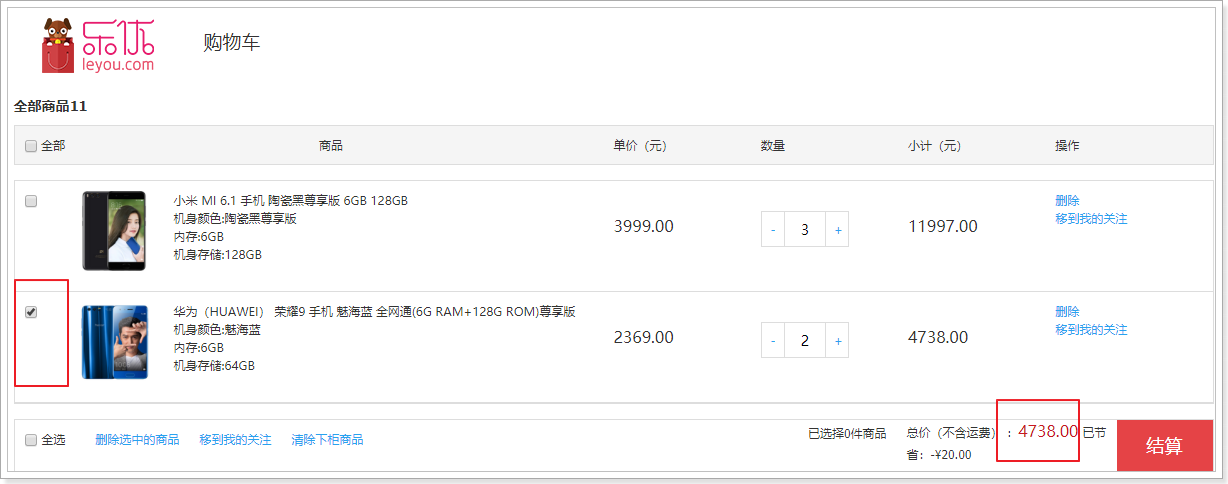 乐优
leyou.com
购物车
全部商品11
全部 商品 单价（元） 数量 小计（元） 操作
小米 MI 6.1 手机 陶瓷黑尊享版 6GB 128GB
机身颜色:陶瓷黑尊享版
内存:6GB
机身存储:128GB
3999.00 - 3 + 11997.00
删除
移到我的关注
华为（HUAWEI） 荣耀9 手机 魅海蓝 全网通(6G RAM+128G ROM)尊享版
机身颜色:魅海蓝
内存:6GB
机身存储:64GB
2369.00 - 2 + 4738.00
删除
移到我的关注
全选 删除选中的商品 移到我的关注 清除下柜商品
已选择0件商品 总价（不含运费） ：4738.00 已节
省：-¥20.00
结算